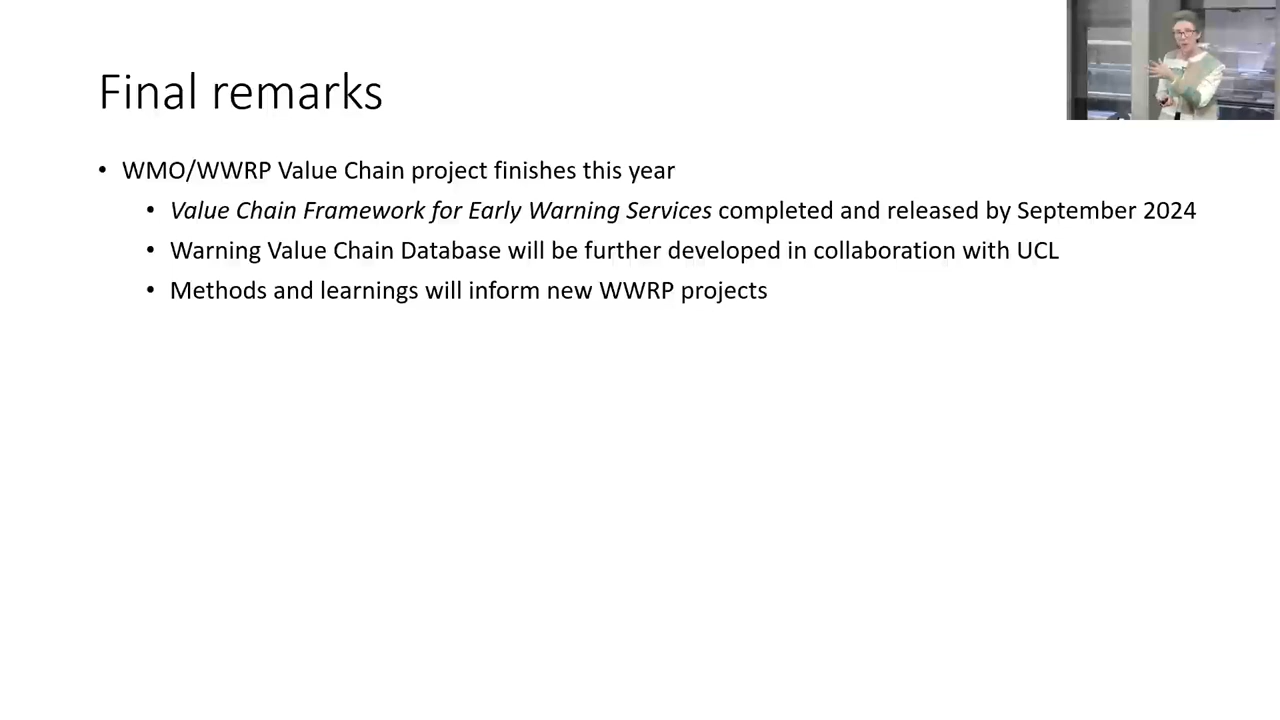 Final remarks
• WMO/WWRP Value Chain project finishes this year
• Value Chain Framework for Early Warning Services completed and released by September 2024
• Warning Value Chain Database will be further developed in collaboration with UCL
• Methods and learnings will inform new WWRP projects